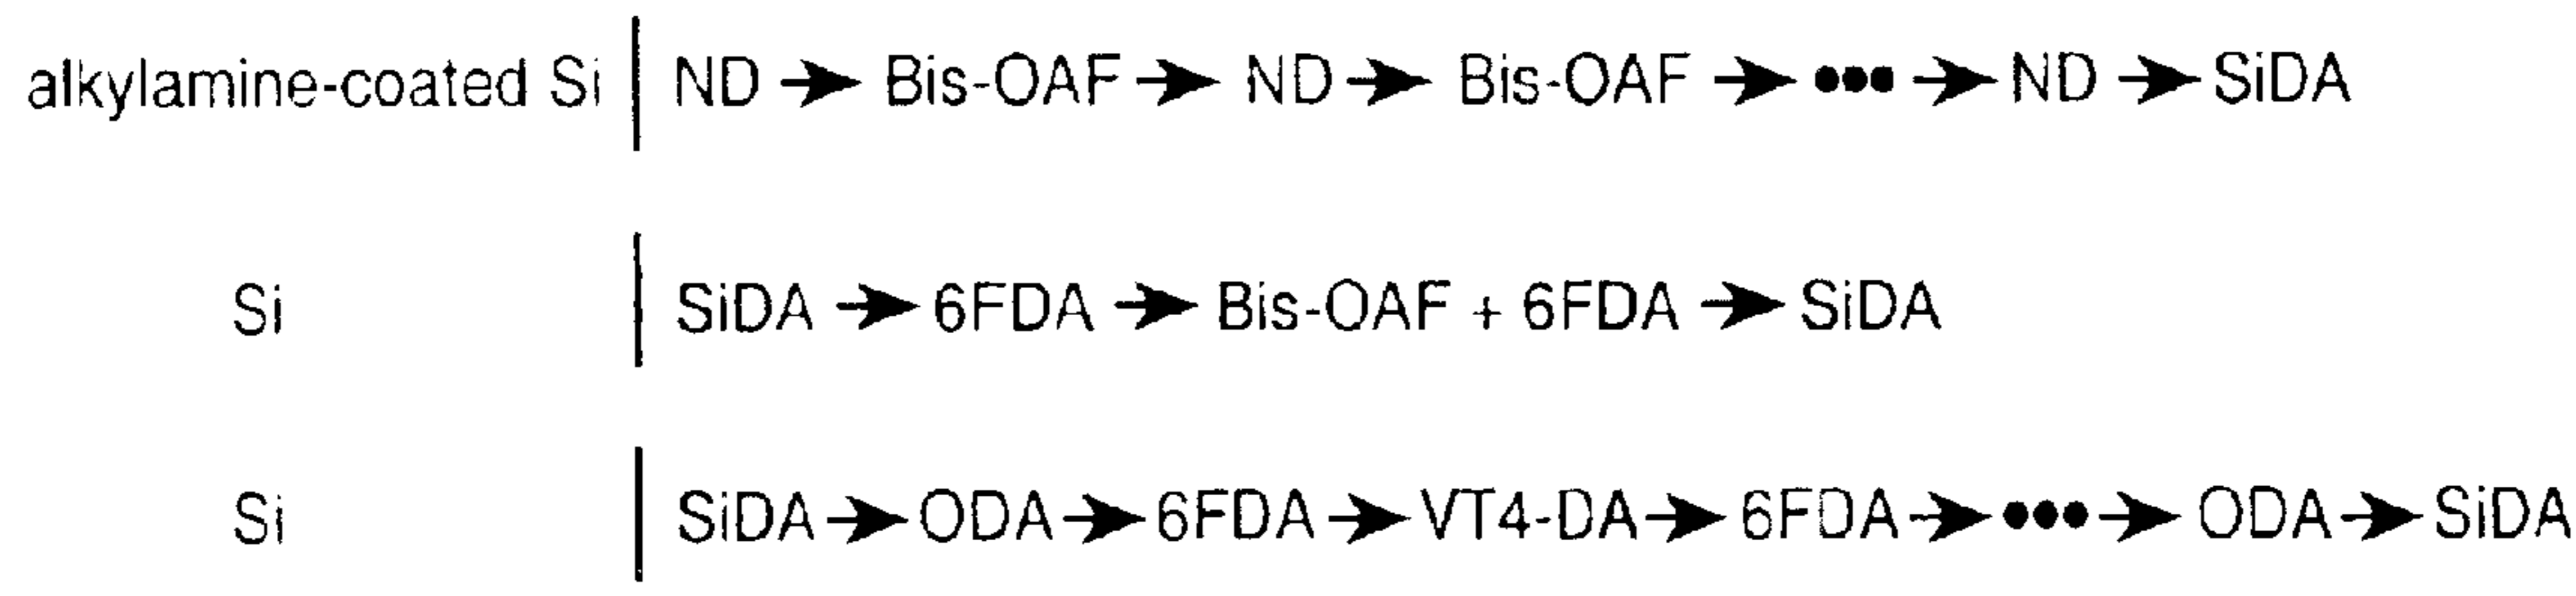 alkylamine-coated Si | ND → Bis-OAF → ND → Bis-OAF → ••• → ND → SiDA
Si | SiDA → 6FDA → Bis-OAF + 6FDA → SiDA
Si | SiDA → ODA → 6FDA → VT4-DA → 6FDA → ••• → ODA → SiDA